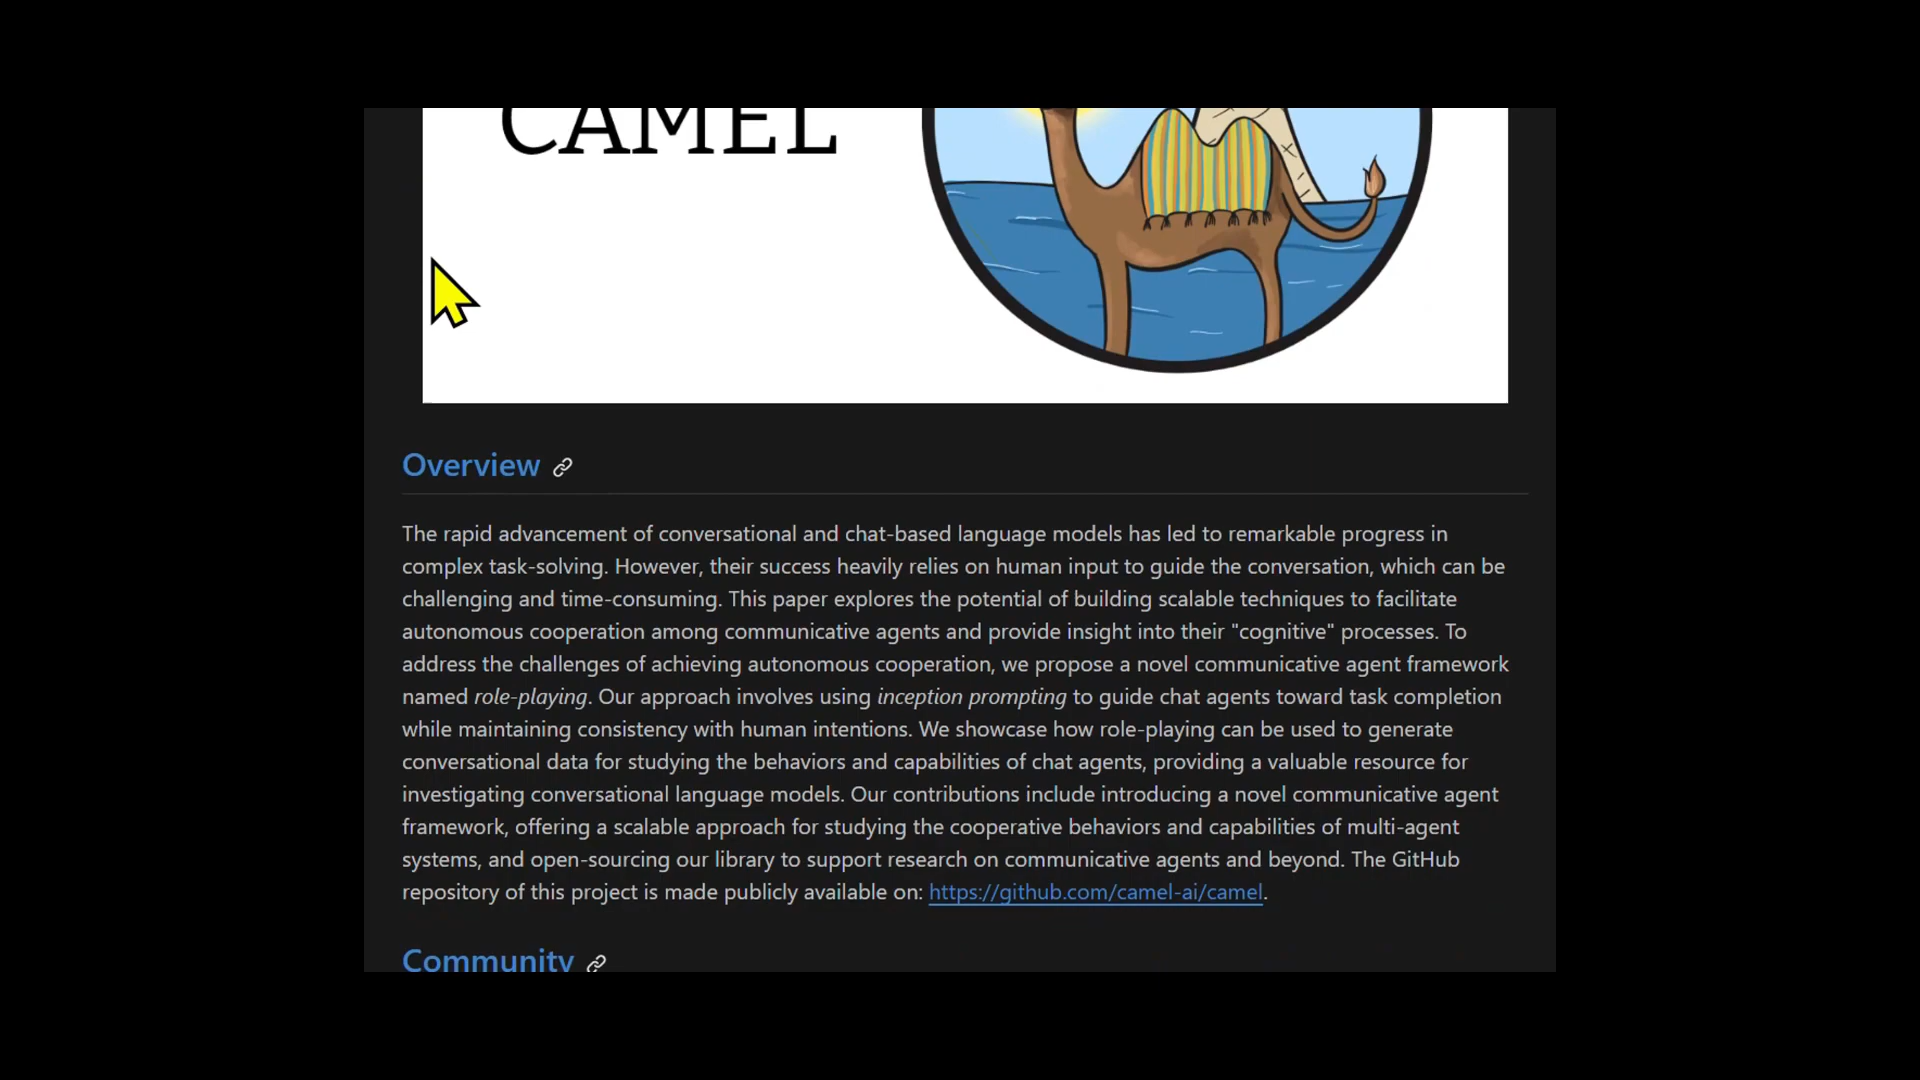 CAMEL
Overview
The rapid advancement of conversational and chat-based language models has led to remarkable progress in
complex task-solving. However, their success heavily relies on human input to guide the conversation, which can be
challenging and time-consuming. This paper explores the potential of building scalable techniques to facilitate
autonomous cooperation among communicative agents and provide insight into their "cognitive" processes. To
address the challenges of achieving autonomous cooperation, we propose a novel communicative agent framework
named role-playing. Our approach involves using inception prompting to guide chat agents toward task completion
while maintaining consistency with human intentions. We showcase how role-playing can be used to generate
conversational data for studying the behaviors and capabilities of chat agents, providing a valuable resource for
investigating conversational language models. Our contributions include introducing a novel communicative agent
framework, offering a scalable approach for studying the cooperative behaviors and capabilities of multi-agent
systems, and open-sourcing our library to support research on communicative agents and beyond. The GitHub
repository of this project is made publicly available on: https://github.com/camel-ai/camel.
Community